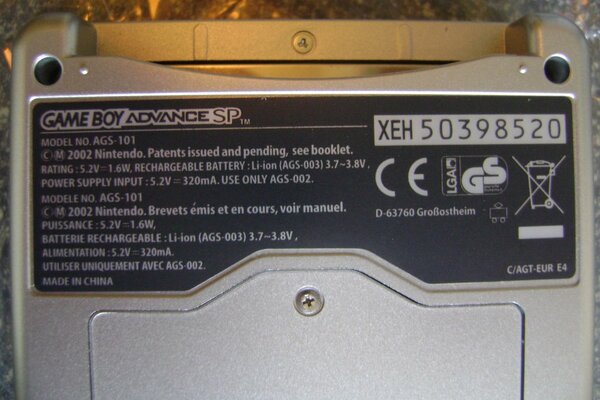 GAME BOY ADVANCE SP TM
XEH 50398520
MODEL NO. AGS-101
©Ⓜ 2002 Nintendo. Patents issued and pending, see booklet.
RATING : 5.2V⎓1.6W, RECHARGEABLE BATTERY : Li-ion (AGS-003) 3.7~3.8V ,
POWER SUPPLY INPUT : 5.2V⎓320mA. USE ONLY AGS-002.
MODELE NO. AGS-101
©Ⓜ 2002 Nintendo. Brevets émis et en cours, voir manuel.
PUISSANCE : 5.2V⎓1.6W,
BATTERIE RECHARGEABLE : Li-ion (AGS-003) 3.7~3.8V ,
ALIMENTATION : 5.2V⎓320mA.
UTILISER UNIQUEMENT AVEC AGS-002.
MADE IN CHINA
CE
LGA
GS
D-63760 Großostheim
C/AGT-EUR E4